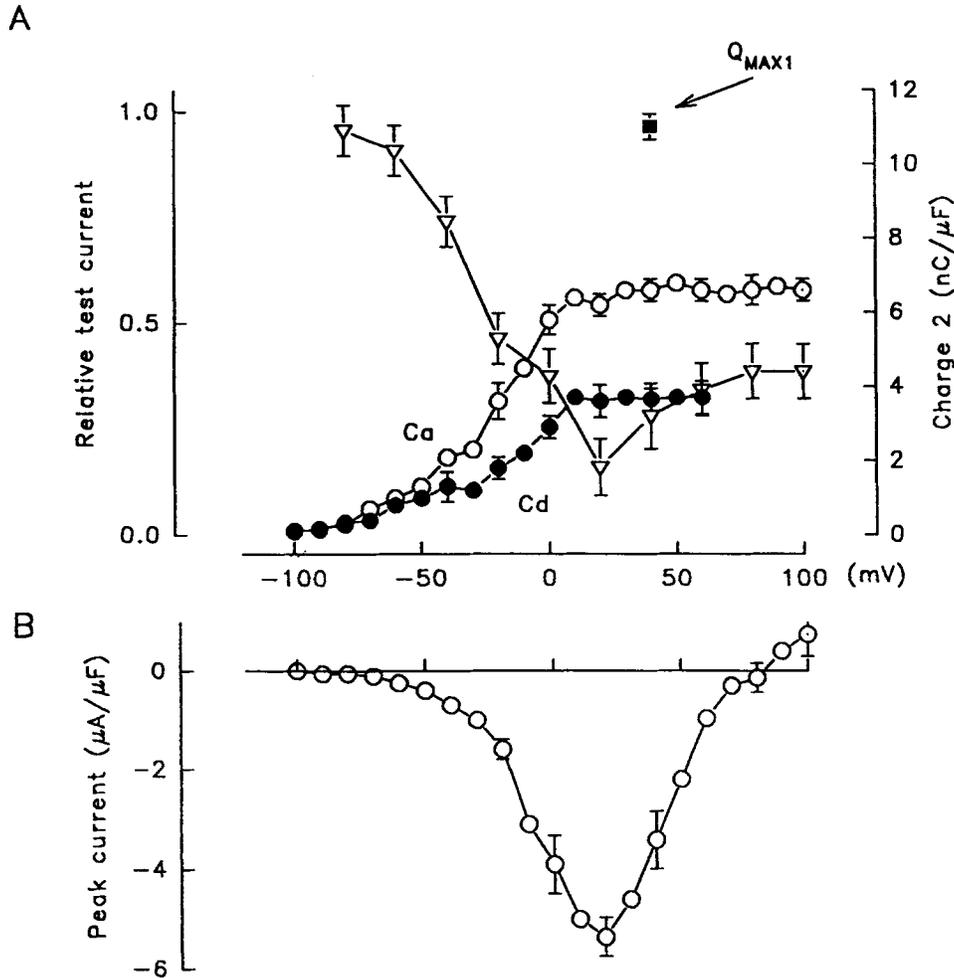 A
Q_MAX1
1.0
0.5
0.0
Relative test current
12
10
8
6
4
2
0
Charge 2 (nC/μF)
Ca
Cd
−100
−50
0
50
100
(mV)
B
0
−2
−4
−6
Peak current (μA/μF)